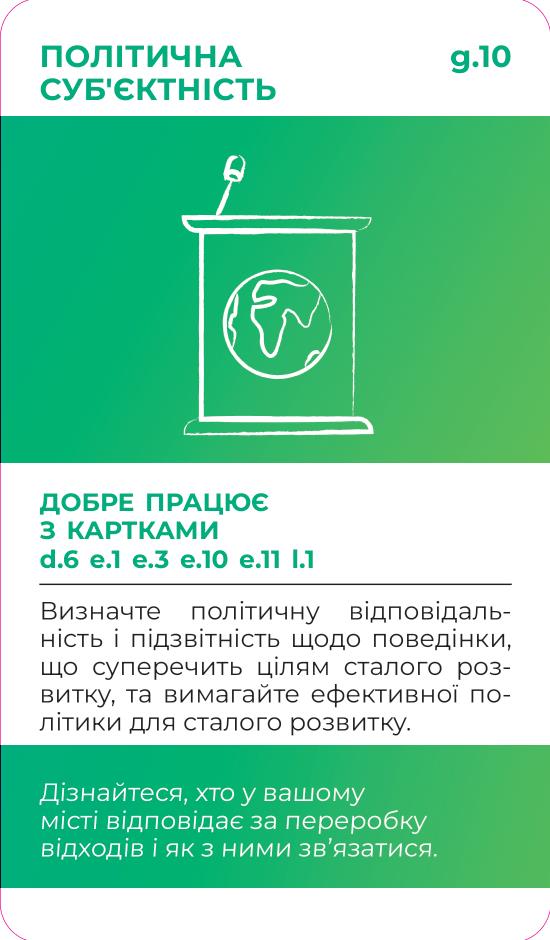 ПОЛІТИЧНА g.10
СУБ'ЄКТНІСТЬ
ДОБРЕ ПРАЦЮЄ
З КАРТКАМИ
d.6 e.1 e.3 e.10 e.11 l.1
Визначте політичну відповідаль-
ність і підзвітність щодо поведінки,
що суперечить цілям сталого роз-
витку, та вимагайте ефективної по-
літики для сталого розвитку.
Дізнайтеся, хто у вашому
місті відповідає за переробку
відходів і як з ними зв’язатися.